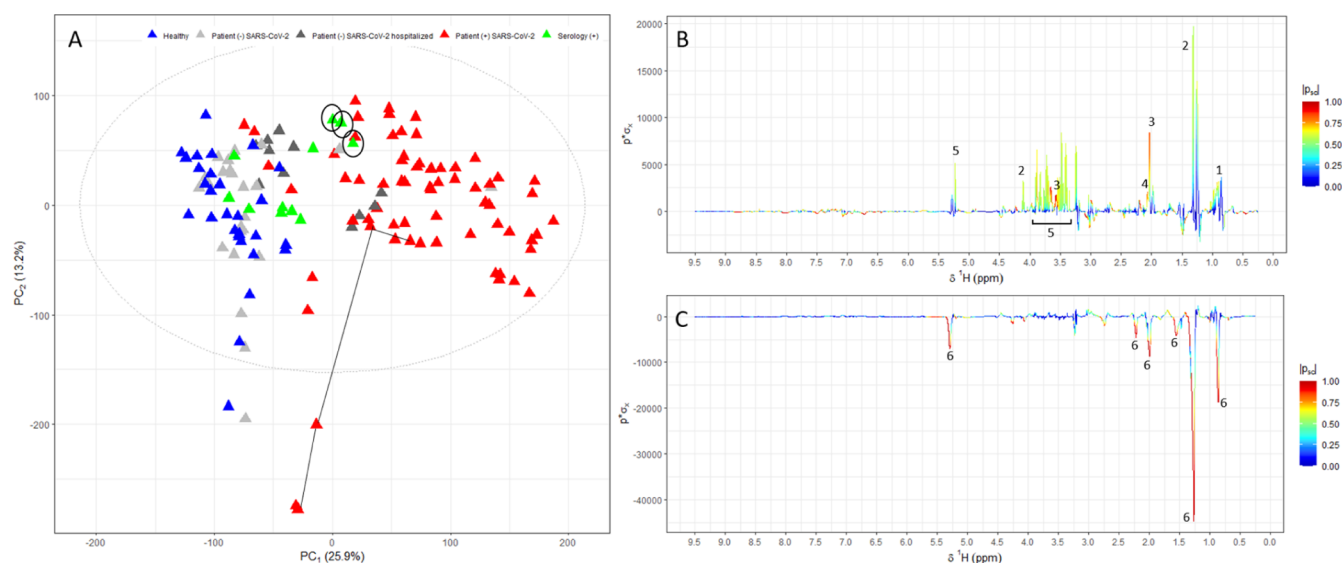 A
Healthy Patient (-) SARS-CoV-2 Patient (-) SARS-CoV-2 hospitalized Patient (+) SARS-CoV-2 Serology (+)
PC2 (13.2%)
100
0
-100
-200
-200 -100 0 100 200
PC1 (25.9%)
B
p*σx
20000
15000
10000
5000
0
2
3
5 2 3 4 1
5
9.5 9.0 8.5 8.0 7.5 7.0 6.5 6.0 5.5 5.0 4.5 4.0 3.5 3.0 2.5 2.0 1.5 1.0 0.5 0.0
δ ¹H (ppm)
|psc|
1.00
0.75
0.50
0.25
0.00
C
p*σx
0
-10000
-20000
-30000
-40000
6 6 6 6
6
6
9.5 9.0 8.5 8.0 7.5 7.0 6.5 6.0 5.5 5.0 4.5 4.0 3.5 3.0 2.5 2.0 1.5 1.0 0.5 0.0
δ ¹H (ppm)
|psc|
1.00
0.75
0.50
0.25
0.00